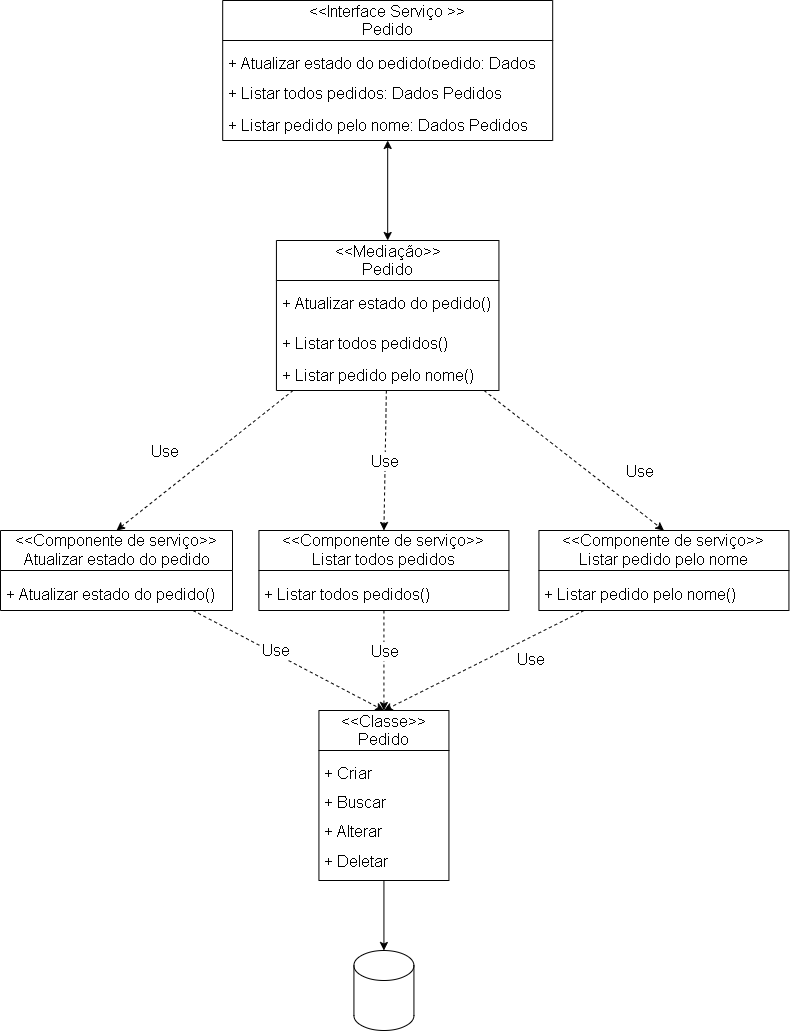 <<Interface Serviço >>
Pedido
+ Atualizar estado do pedido(pedido: Dados
+ Listar todos pedidos: Dados Pedidos
+ Listar pedido pelo nome: Dados Pedidos
<<Mediação>>
Pedido
+ Atualizar estado do pedido()
+ Listar todos pedidos()
+ Listar pedido pelo nome()
Use
Use
Use
<<Componente de serviço>>
Atualizar estado do pedido
+ Atualizar estado do pedido()
<<Componente de serviço>>
Listar todos pedidos
+ Listar todos pedidos()
<<Componente de serviço>>
Listar pedido pelo nome
+ Listar pedido pelo nome()
Use
Use
Use
<<Classe>>
Pedido
+ Criar
+ Buscar
+ Alterar
+ Deletar